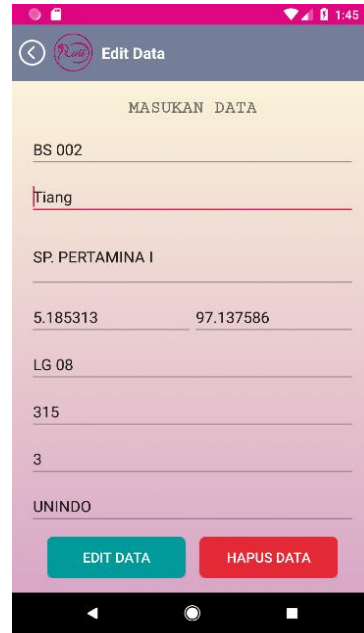 1:45
Edit Data
MASUKAN DATA
BS 002
Tiang
SP. PERTAMINA I
5.185313 97.137586
LG 08
315
3
UNINDO
EDIT DATA HAPUS DATA